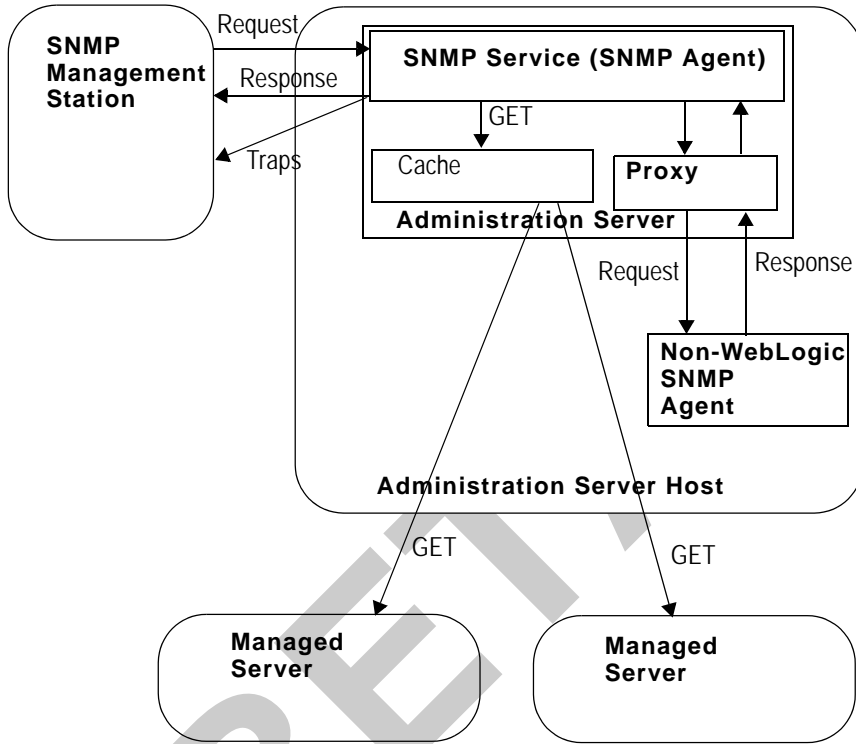 Request
SNMP
Management
Station
SNMP Service (SNMP Agent)
Response
GET
Traps
Cache
Proxy
Administration Server
Request
Response
Non-WebLogic
SNMP
Agent
Administration Server Host
GET
GET
Managed
Server
Managed
Server